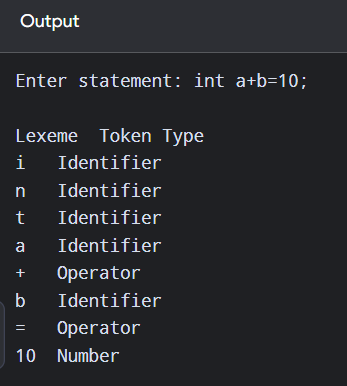 Output
Enter statement: int a+b=10;
Lexeme  Token Type
i   Identifier
n   Identifier
t   Identifier
a   Identifier
+   Operator
b   Identifier
=   Operator
10  Number